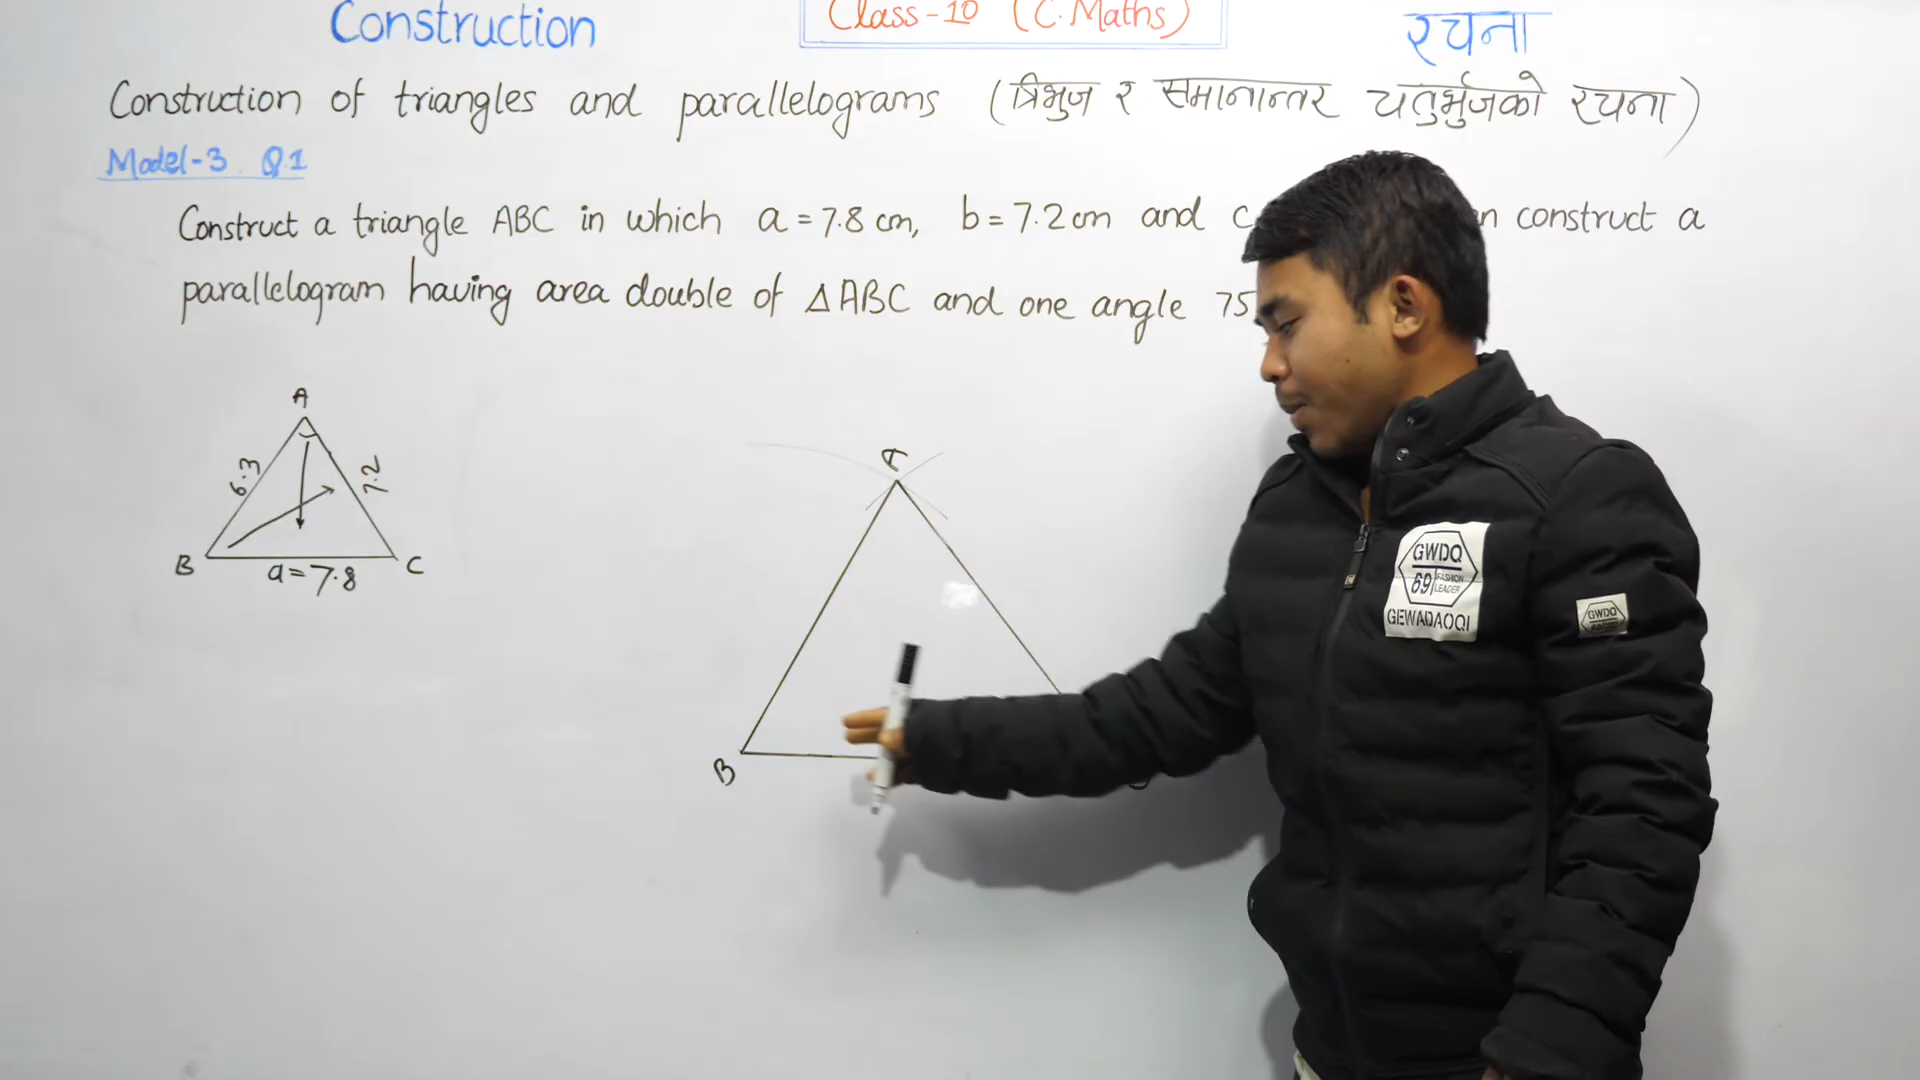 Construction
Class-10 (C.Maths)
रचना
Construction of triangles and parallelograms (त्रिभुज र समानान्तर चतुर्भुजको रचना)
Model-3. Q.1
Construct a triangle ABC in which a = 7.8 cm, b = 7.2 cm and c construct a
parallelogram having area double of △ABC and one angle 75
A
6.3
7.2
B
a = 7.8
C
A
B
GWDQ
69
FASHION
LEADER
GEWADAOQI
GWDQ